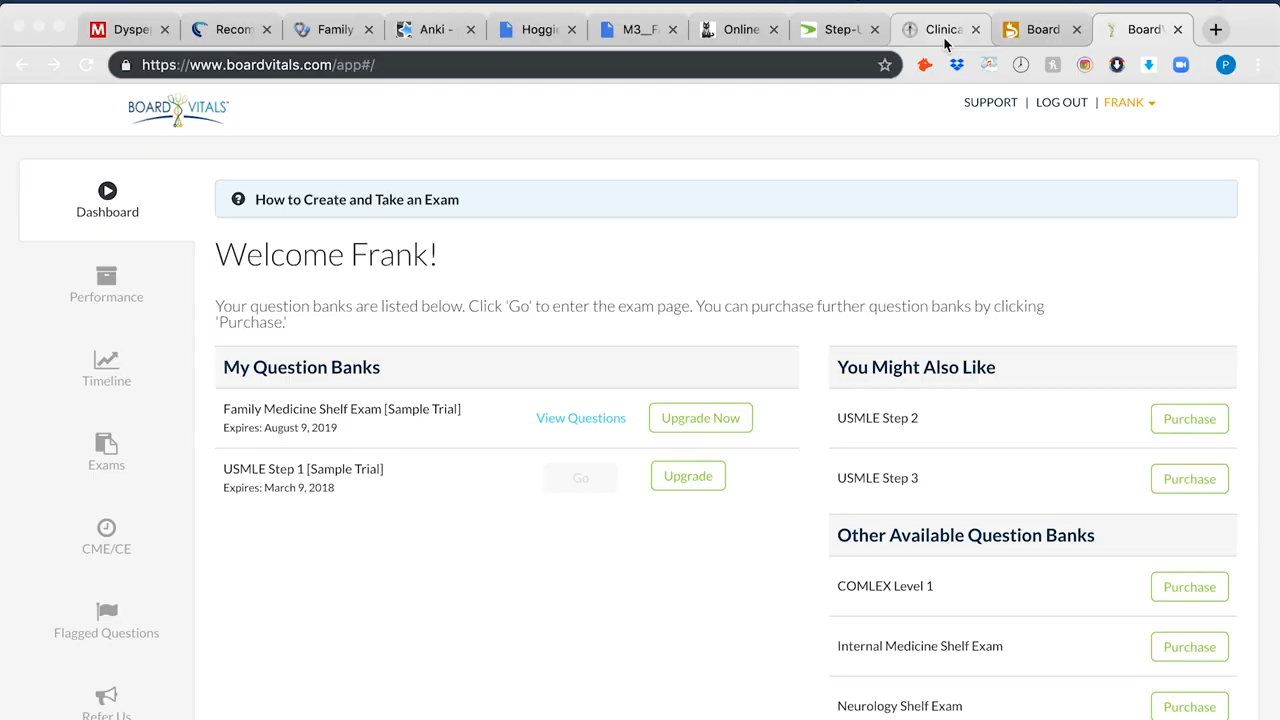 Dyspe
Recom
Family
Anki -
Hoggie
M3_F
Online
Step-U
Clinica
Board
BoardV
https://www.boardvitals.com/app#/
P
BOARD VITALS
SUPPORT | LOG OUT | FRANK
Dashboard
Performance
Timeline
Exams
CME/CE
Flagged Questions
Refer Us
How to Create and Take an Exam
Welcome Frank!
Your question banks are listed below. Click 'Go' to enter the exam page. You can purchase further question banks by clicking
'Purchase.'
My Question Banks
Family Medicine Shelf Exam [Sample Trial]
Expires: August 9, 2019
View Questions
Upgrade Now
USMLE Step 1 [Sample Trial]
Expires: March 9, 2018
Go
Upgrade
You Might Also Like
USMLE Step 2
Purchase
USMLE Step 3
Purchase
Other Available Question Banks
COMLEX Level 1
Purchase
Internal Medicine Shelf Exam
Purchase
Neurology Shelf Exam
Purchase